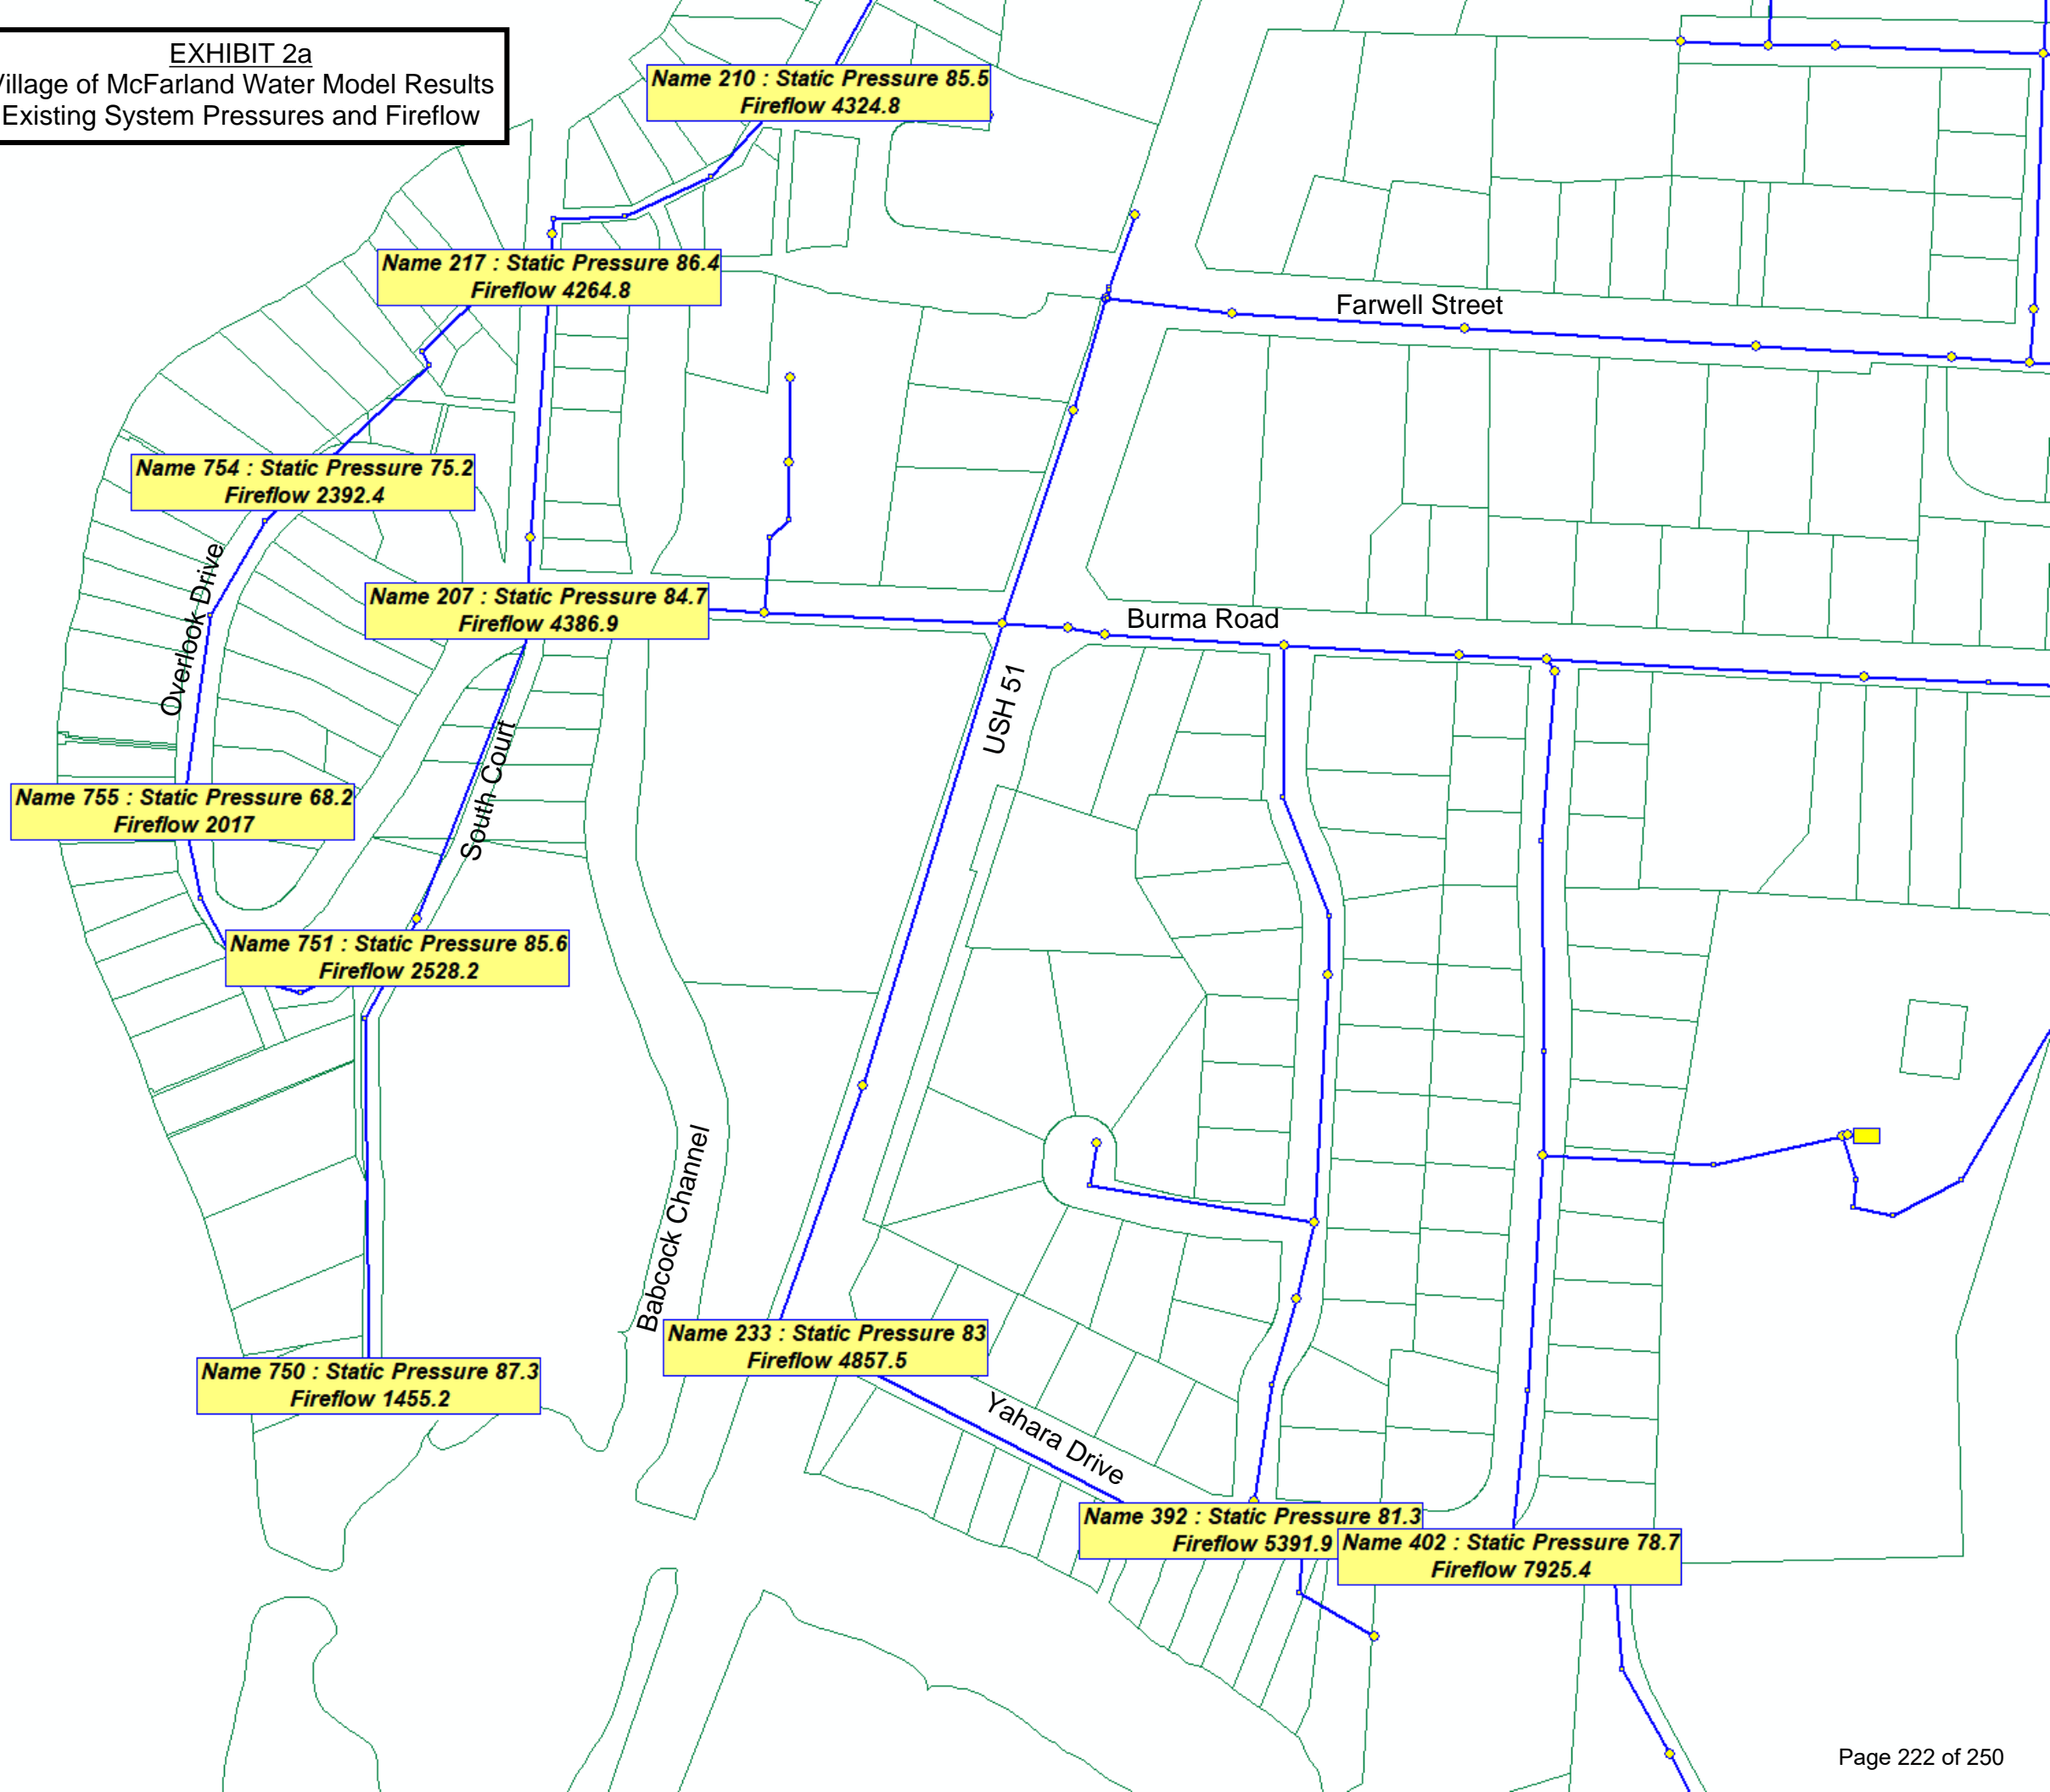 EXHIBIT 2a
Village of McFarland Water Model Results
Existing System Pressures and Fireflow
Name 210 : Static Pressure 85.5
Fireflow 4324.8
Name 217 : Static Pressure 86.4
Fireflow 4264.8
Farwell Street
Name 754 : Static Pressure 75.2
Fireflow 2392.4
Overlook Drive
Name 207 : Static Pressure 84.7
Fireflow 4386.9
Burma Road
USH 51
South Court
Name 755 : Static Pressure 68.2
Fireflow 2017
Name 751 : Static Pressure 85.6
Fireflow 2528.2
Babcock Channel
Name 233 : Static Pressure 83
Fireflow 4857.5
Name 750 : Static Pressure 87.3
Fireflow 1455.2
Yahara Drive
Name 392 : Static Pressure 81.3
Fireflow 5391.9
Name 402 : Static Pressure 78.7
Fireflow 7925.4
Page 222 of 250